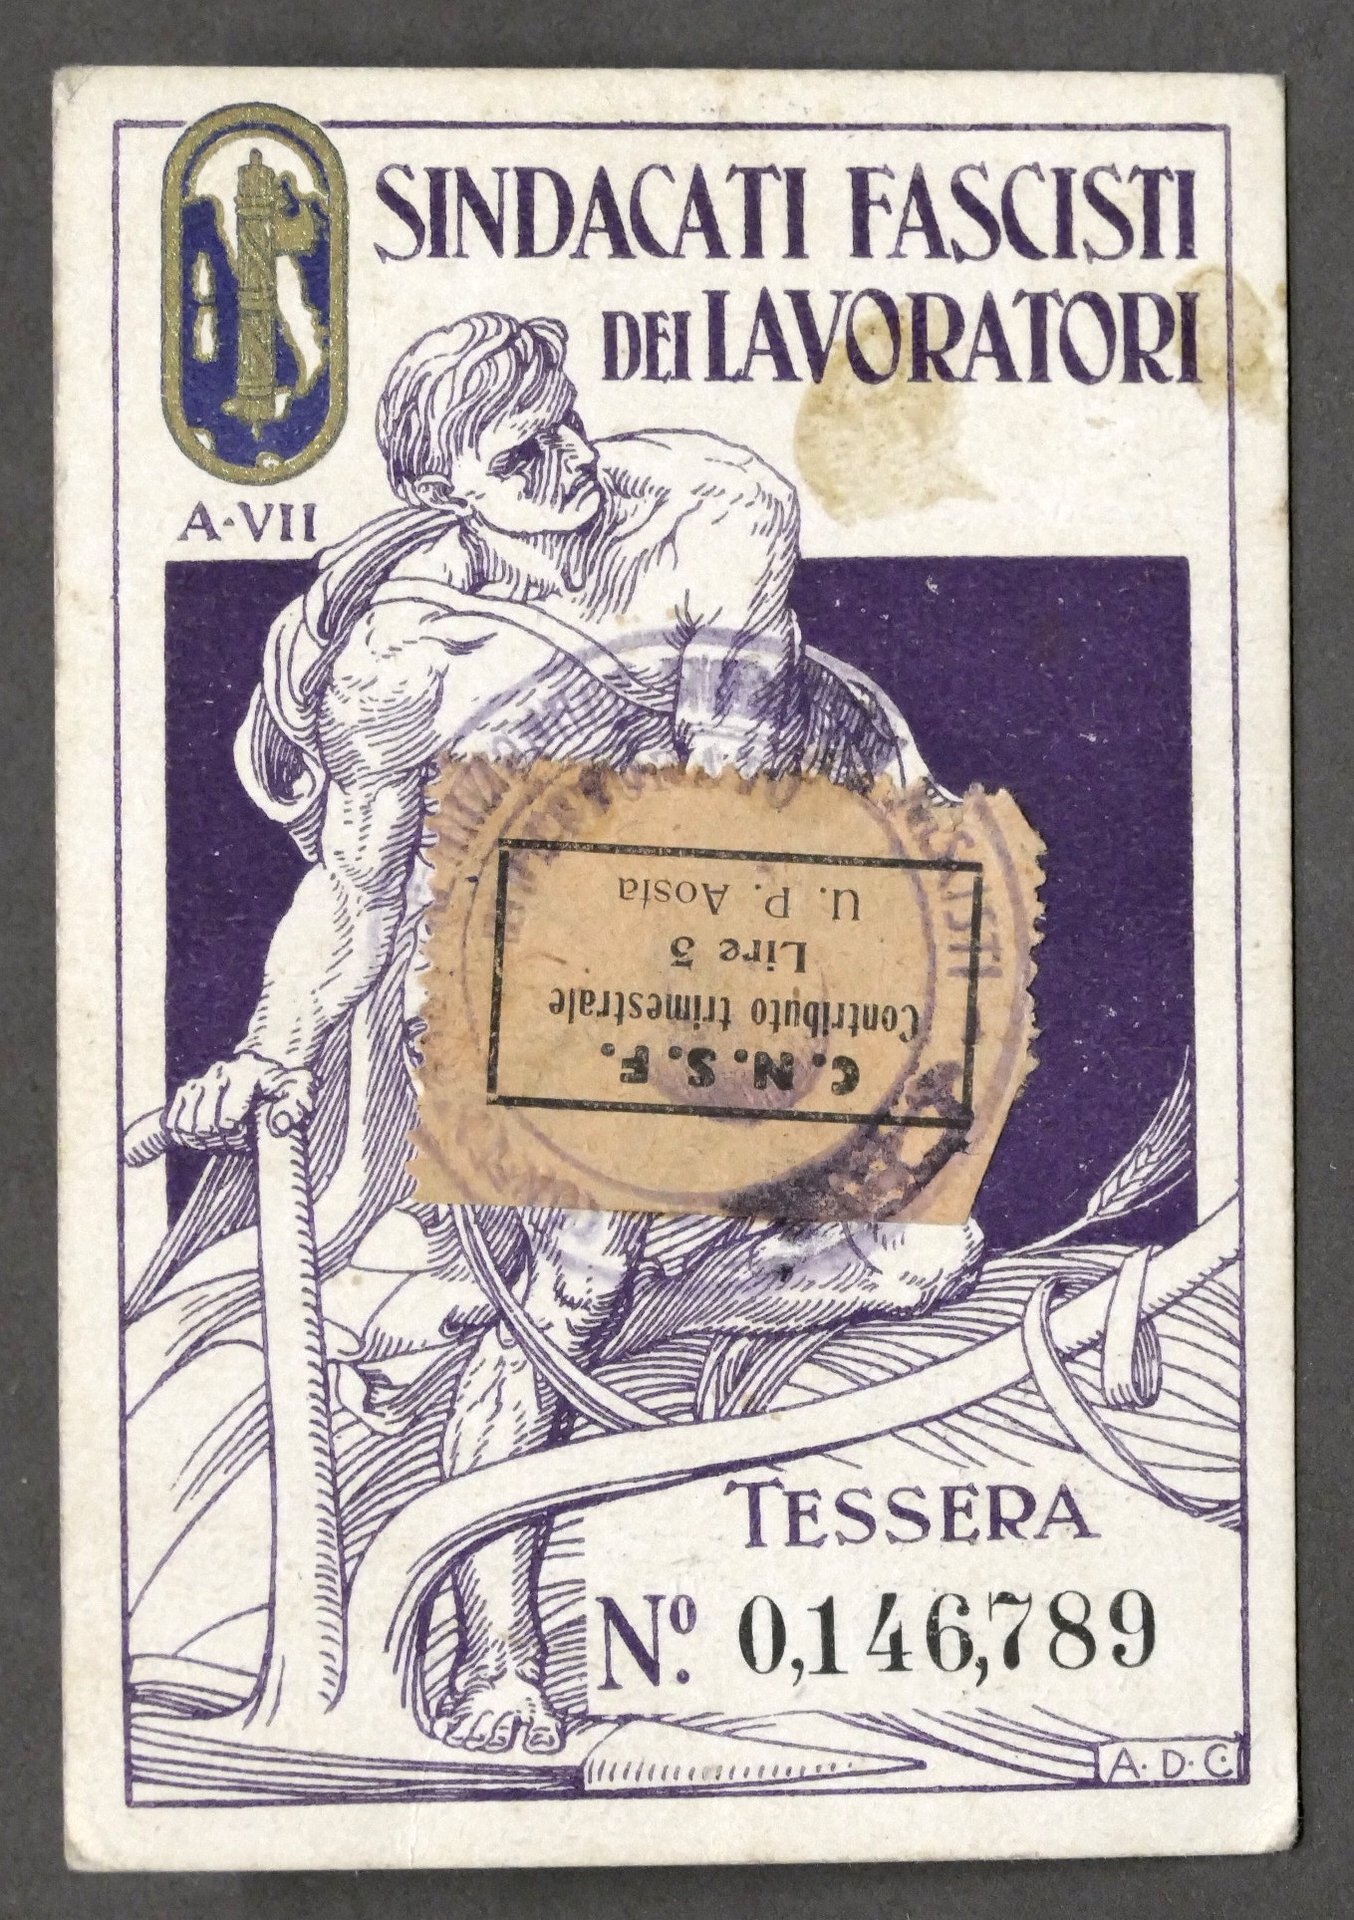 SINDACATI FASCISTI
DEI LAVORATORI
A·VII
C.N.S.F.
Contributo trimestrale
Lire 3
U. P. Aosta
TESSERA
Nº. 0,146,789
A·D·C·